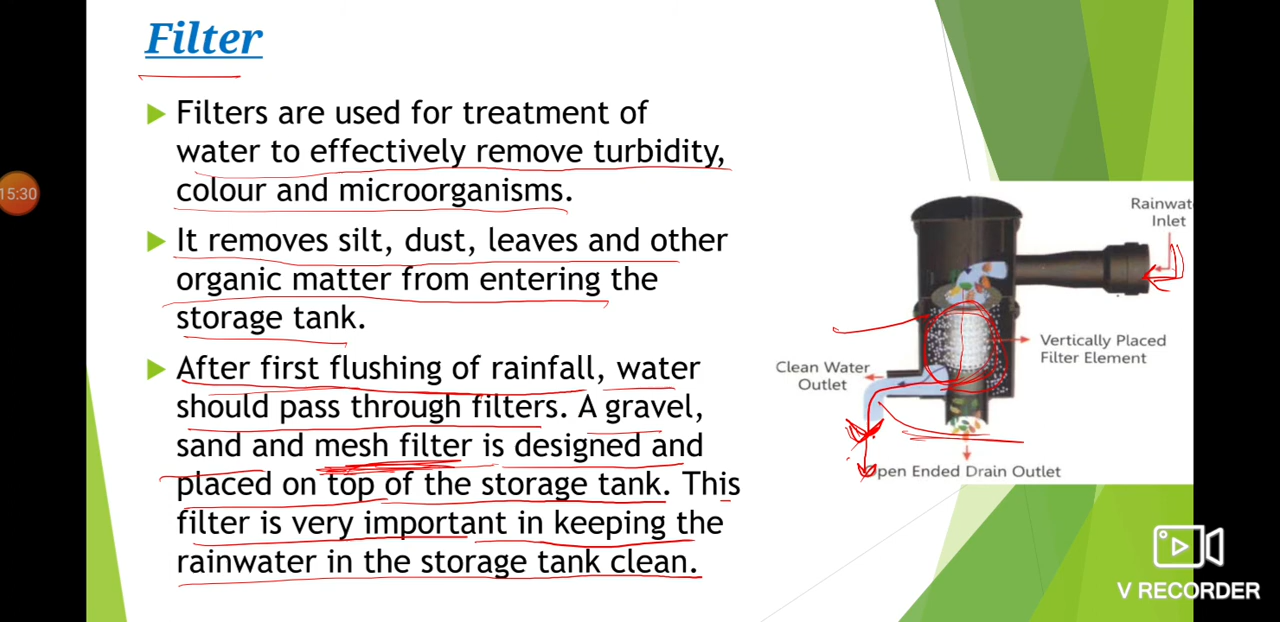 Filter
Filters are used for treatment of
water to effectively remove turbidity,
colour and microorganisms.
It removes silt, dust, leaves and other
organic matter from entering the
storage tank.
After first flushing of rainfall, water
should pass through filters. A gravel,
sand and mesh filter is designed and
placed on top of the storage tank. This
filter is very important in keeping the
rainwater in the storage tank clean.
15:30
Rainwat
Inlet
Vertically Placed
Filter Element
Clean Water
Outlet
Open Ended Drain Outlet
V RECORDER